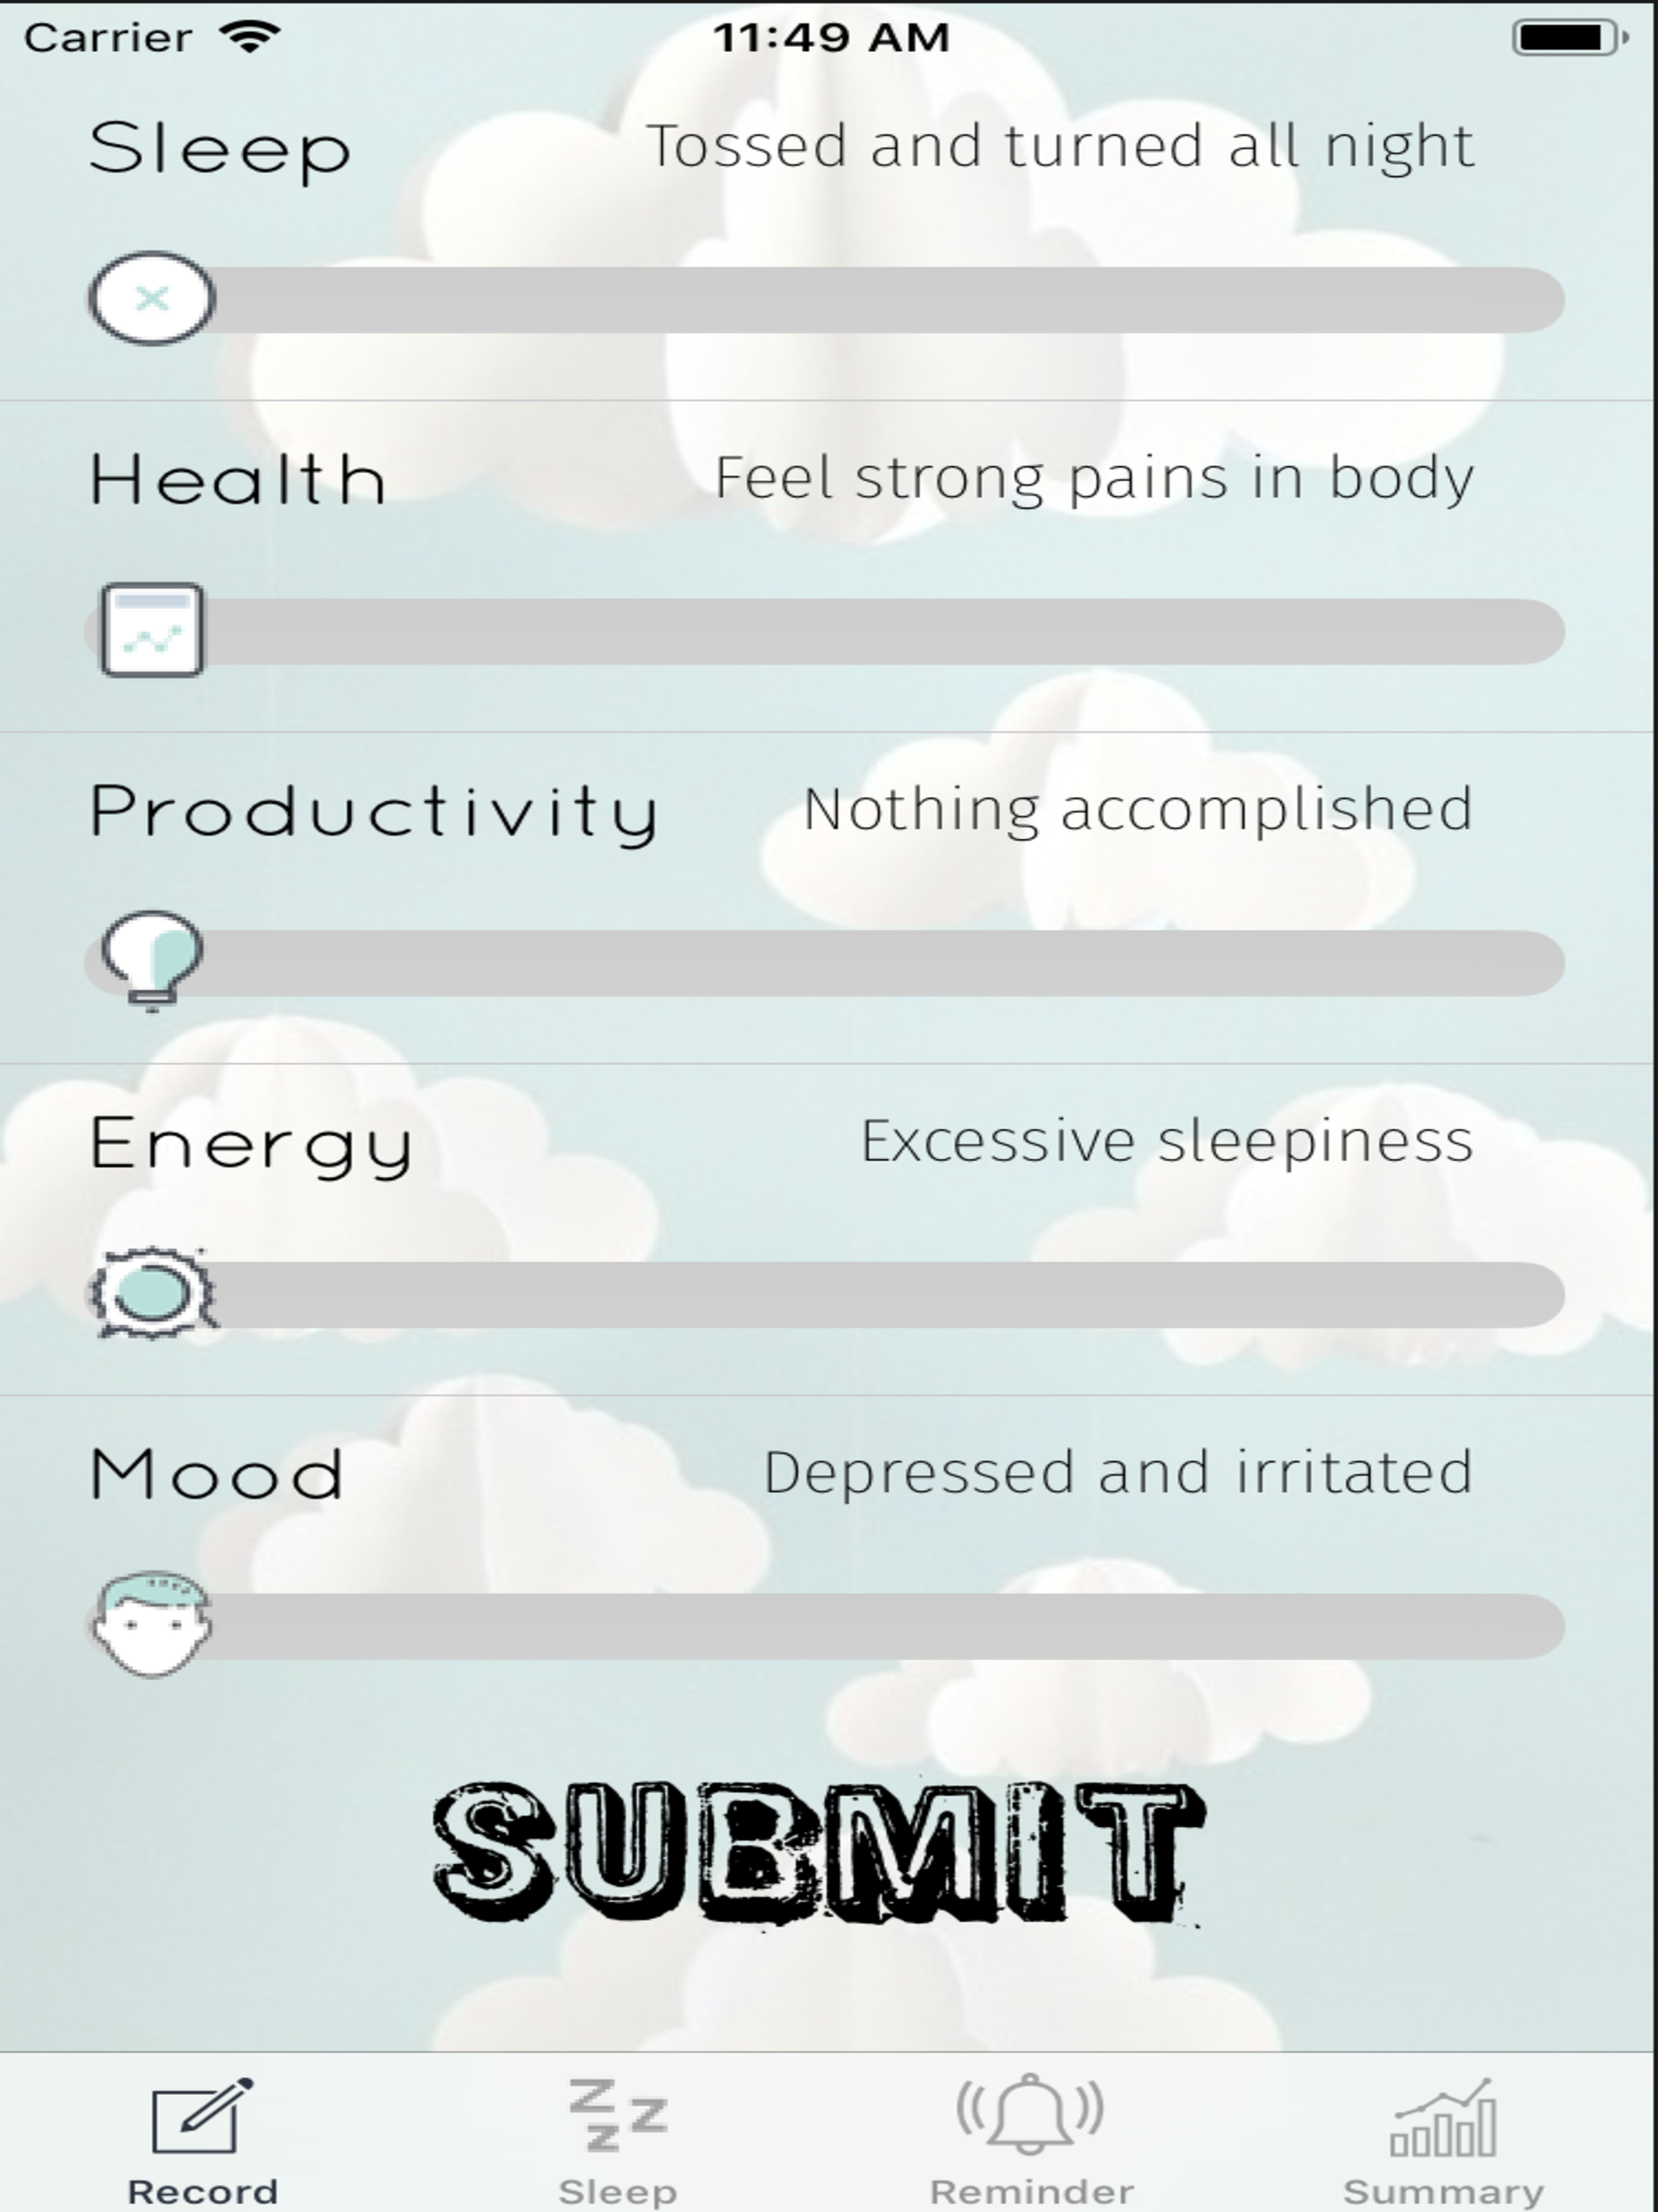 Carrier 11:49 AM
Sleep Tossed and turned all night
Health Feel strong pains in body
Productivity Nothing accomplished
Energy Excessive sleepiness
Mood Depressed and irritated
SUBMIT
Record Sleep Reminder Summary